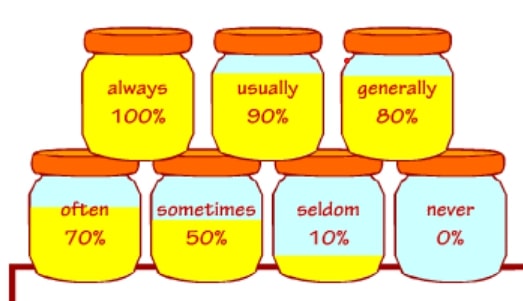 always
100%
usually
90%
generally
80%
often
70%
sometimes
50%
seldom
10%
never
0%